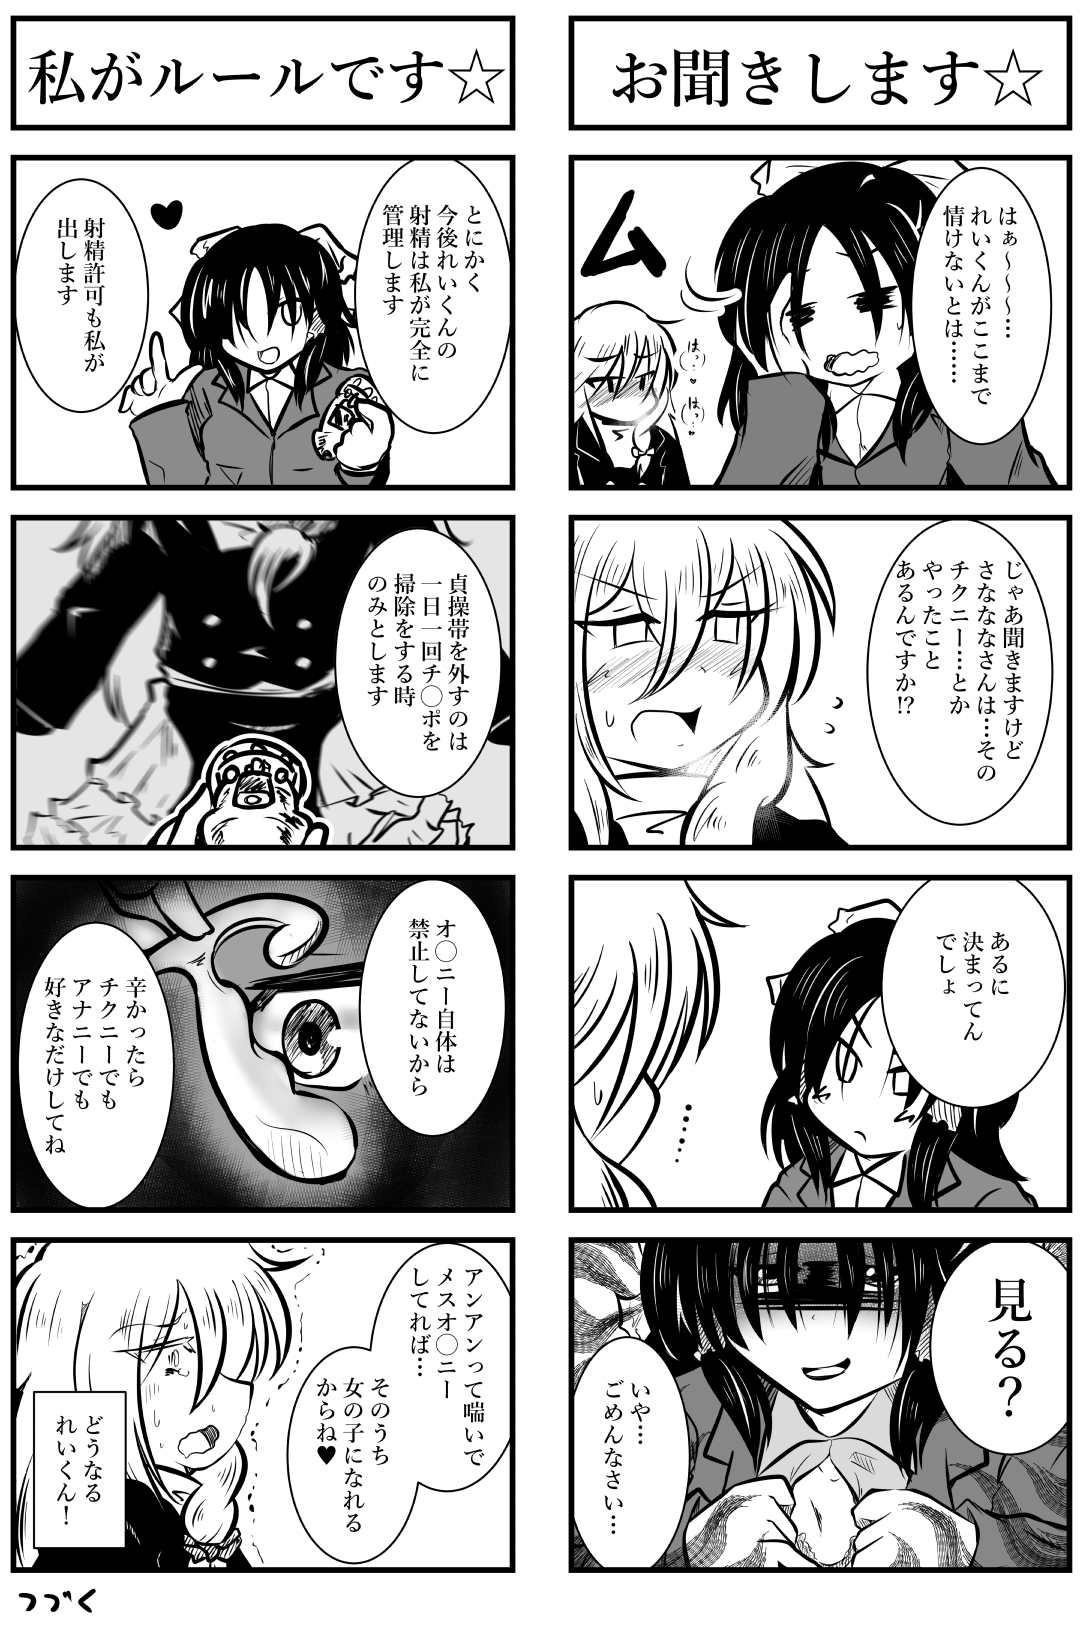 お聞きします☆
はぁ～～～…
れいくんがここまで
情けないとは……
ム
はっ…♥
はっ…♥
じゃあ聞きますけど
さなななさんは…その
チクニー…とか
やったこと
あるんですか!?
あるに
決まってん
でしょ
……
見る？
いや…
ごめんなさい…
私がルールです☆
とにかく
今後れいくんの
射精は私が完全に
管理します
射精許可も私が
出します
貞操帯を外すのは
一日一回チ◯ポを
掃除をする時
のみとします
オ◯ニー自体は
禁止してないから
辛かったら
チクニーでも
アナニーでも
好きなだけしてね
アンアンって喘いで
メスオ◯ニー
してれば…
そのうち
女の子になれる
からね♥
どうなる
れいくん！
つづく